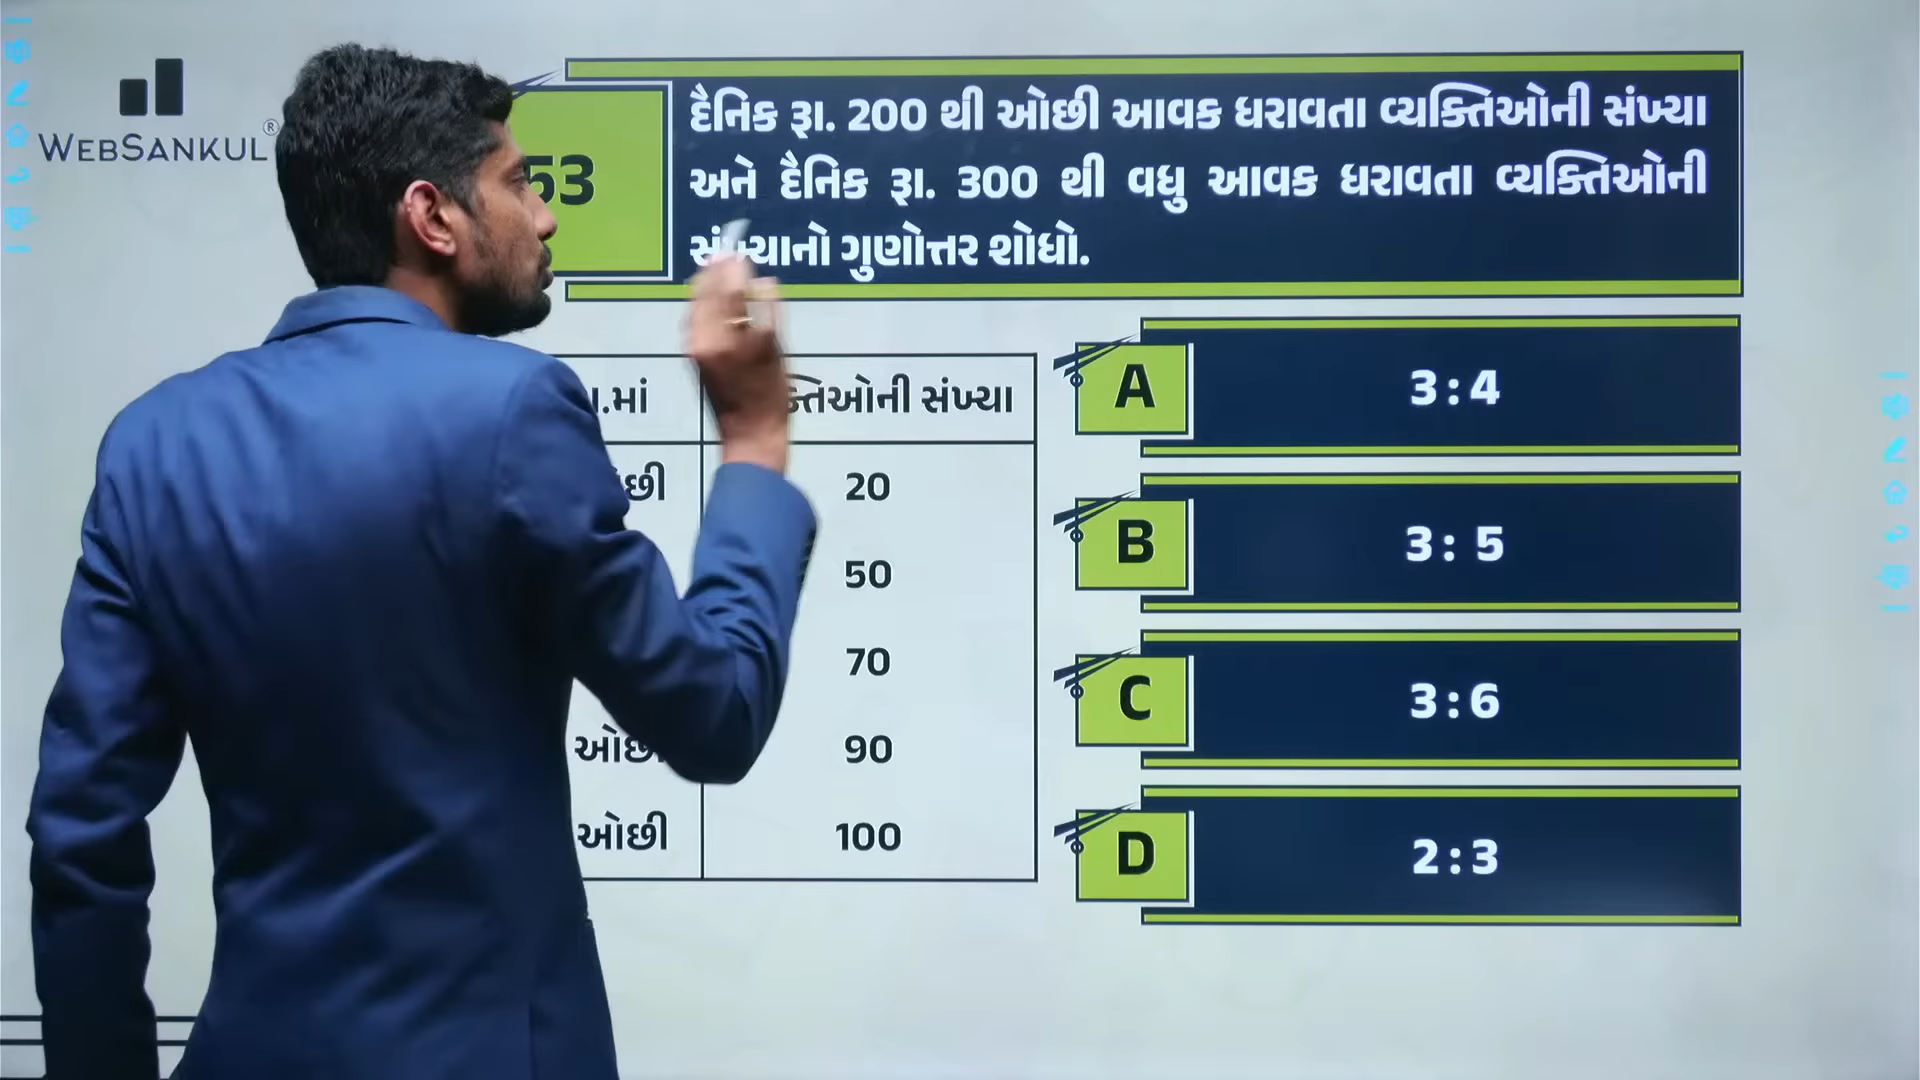 WEBSANKUL®
53
દૈનિક રૂા. 200 થી ઓછી આવક ધરાવતા વ્યક્તિઓની સંખ્યા
અને દૈનિક રૂા. 300 થી વધુ આવક ધરાવતા વ્યક્તિઓની
સંખ્યાનો ગુણોત્તર શોધો.
20
50
70
ઓછી 90
ઓછી 100
A 3:4
B 3: 5
C 3:6
D 2:3